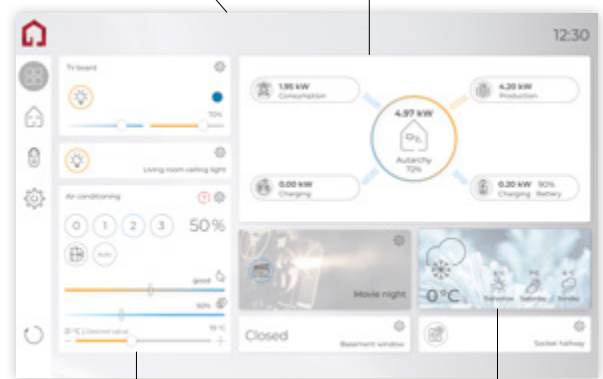 12:30
TV board
70%
Living room ceiling light
Air conditioning
0 1 2 3 50%
Auto
good
50%
21 °C | Desired value 19 °C
- +
1.95 kW
Consumption
4.20 kW
Production
4.97 kW
Autarchy
72%
0.00 kW
Charging
0.20 kW 90%
Charging Battery
Movie night
0 °C
Tomorrow Saturday Sunday
Closed
Basement window
Socket hallway